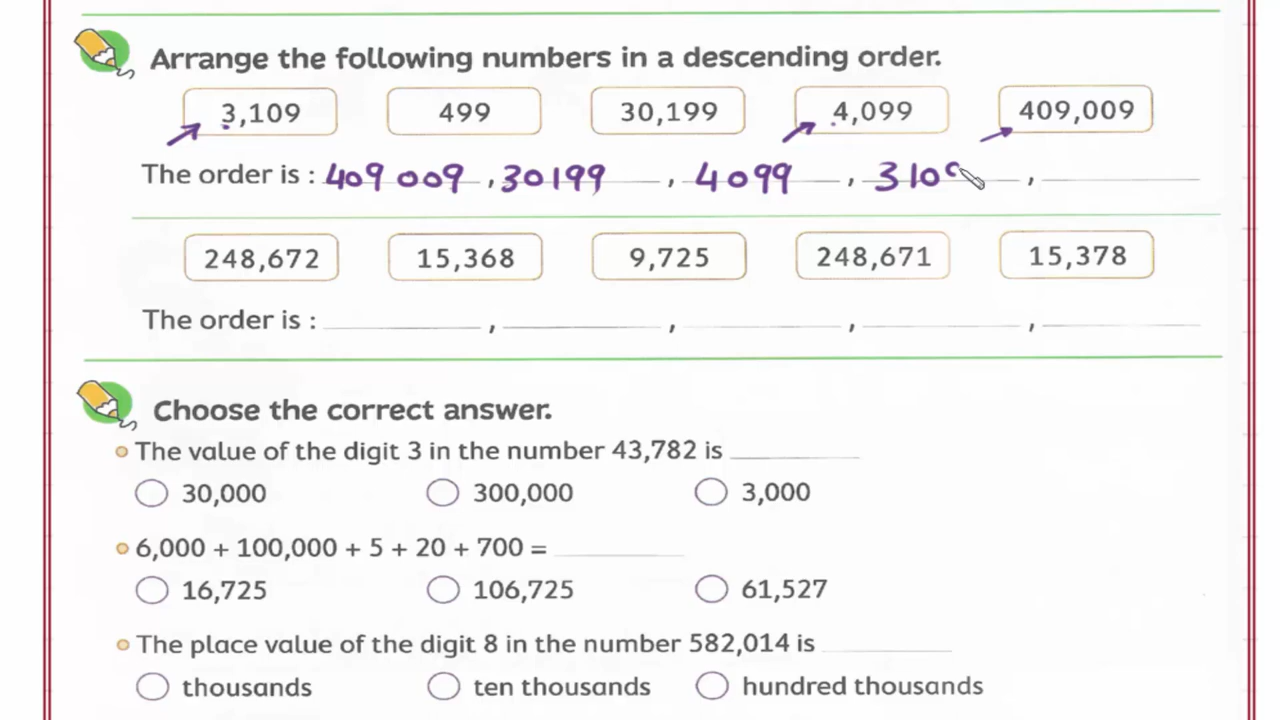 Arrange the following numbers in a descending order.
3,109 499 30,199 4,099 409,009
The order is : 409 009 , 30199 , 4099 , 310 ,
248,672 15,368 9,725 248,671 15,378
The order is : , , , ,
Choose the correct answer.
The value of the digit 3 in the number 43,782 is
30,000 300,000 3,000
6,000 + 100,000 + 5 + 20 + 700 =
16,725 106,725 61,527
The place value of the digit 8 in the number 582,014 is
thousands ten thousands hundred thousands